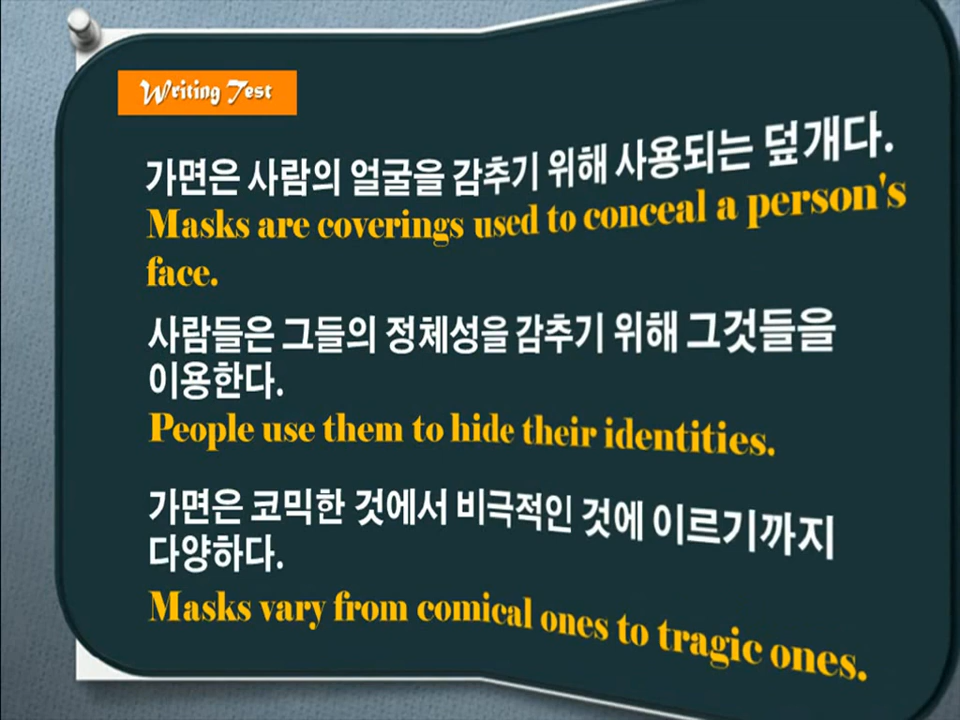 Writing Test
가면은 사람의 얼굴을 감추기 위해 사용되는 덮개다.
Masks are coverings used to conceal a person's
face.
사람들은 그들의 정체성을 감추기 위해 그것들을
이용한다.
People use them to hide their identities.
가면은 코믹한 것에서 비극적인 것에 이르기까지
다양하다.
Masks vary from comical ones to tragic ones.